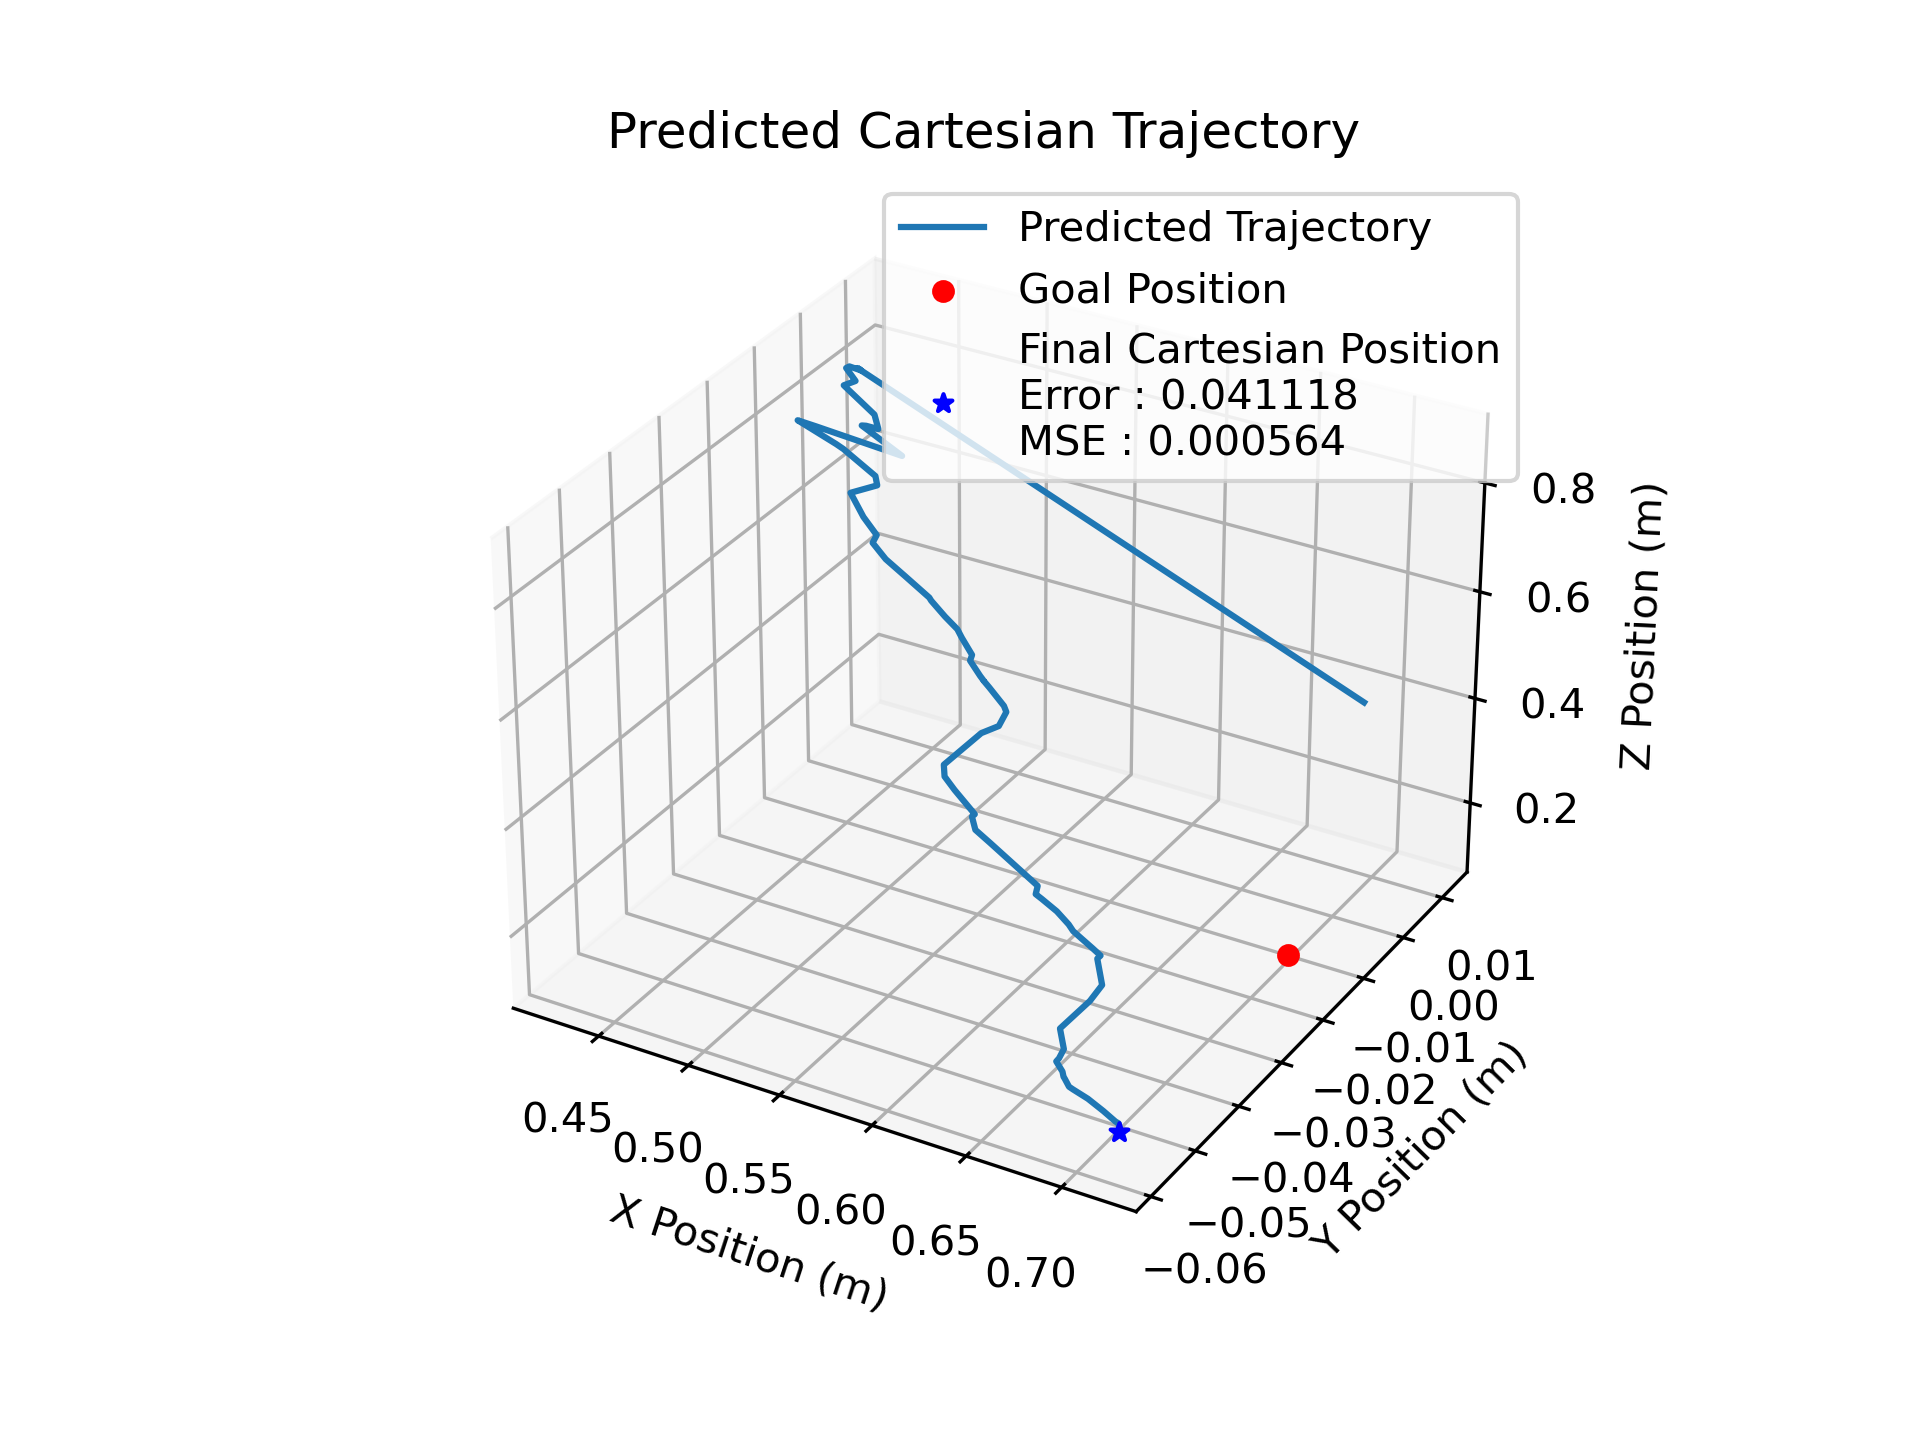 Predicted Cartesian Trajectory
Predicted Trajectory
Goal Position
Final Cartesian Position
Error : 0.041118
MSE : 0.000564
0.8
0.6
0.4
0.2
Z Position (m)
0.01
0.00
−0.01
−0.02
−0.03
−0.04
−0.05
−0.06
Y Position (m)
0.45
0.50
0.55
0.60
0.65
0.70
X Position (m)